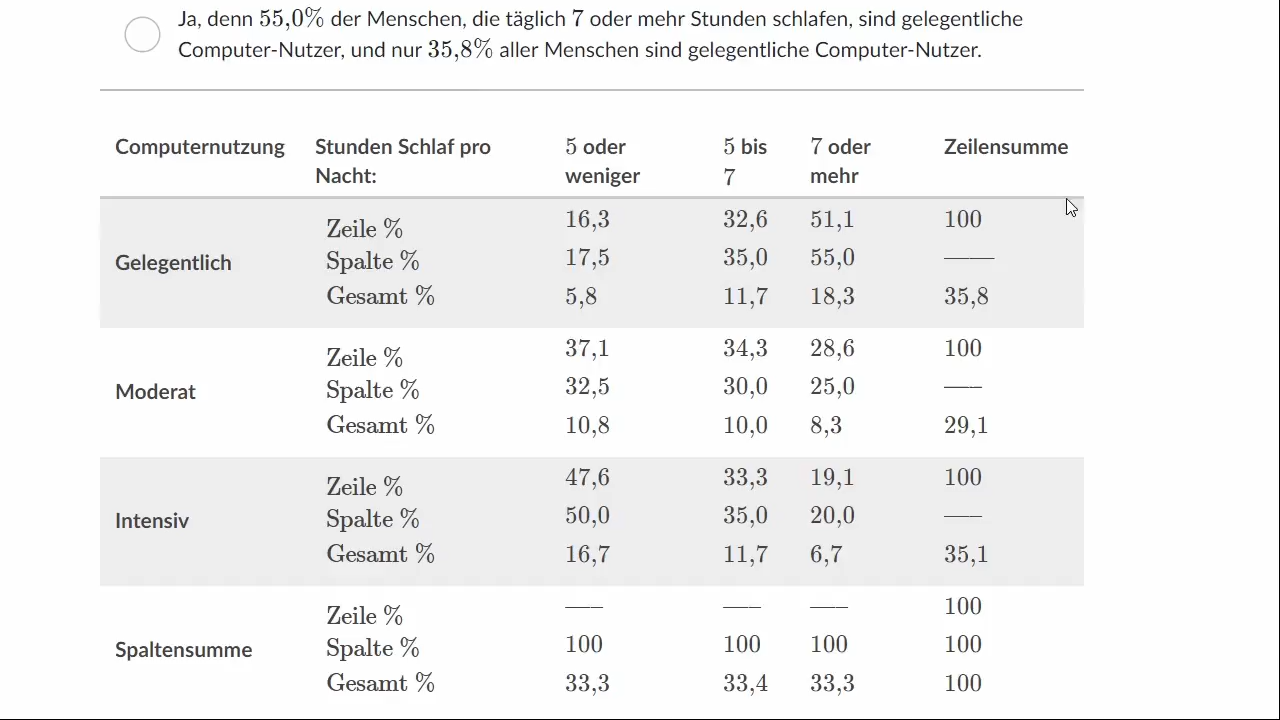 Ja, denn 55,0% der Menschen, die täglich 7 oder mehr Stunden schlafen, sind gelegentliche
Computer-Nutzer, und nur 35,8% aller Menschen sind gelegentliche Computer-Nutzer.
Computernutzung Stunden Schlaf pro Nacht: 5 oder weniger 5 bis 7 7 oder mehr Zeilensumme
Gelegentlich
Zeile % 16,3 32,6 51,1 100
Spalte % 17,5 35,0 55,0 ——
Gesamt % 5,8 11,7 18,3 35,8
Moderat
Zeile % 37,1 34,3 28,6 100
Spalte % 32,5 30,0 25,0 ——
Gesamt % 10,8 10,0 8,3 29,1
Intensiv
Zeile % 47,6 33,3 19,1 100
Spalte % 50,0 35,0 20,0 ——
Gesamt % 16,7 11,7 6,7 35,1
Spaltensumme
Zeile % —— —— —— 100
Spalte % 100 100 100 100
Gesamt % 33,3 33,4 33,3 100